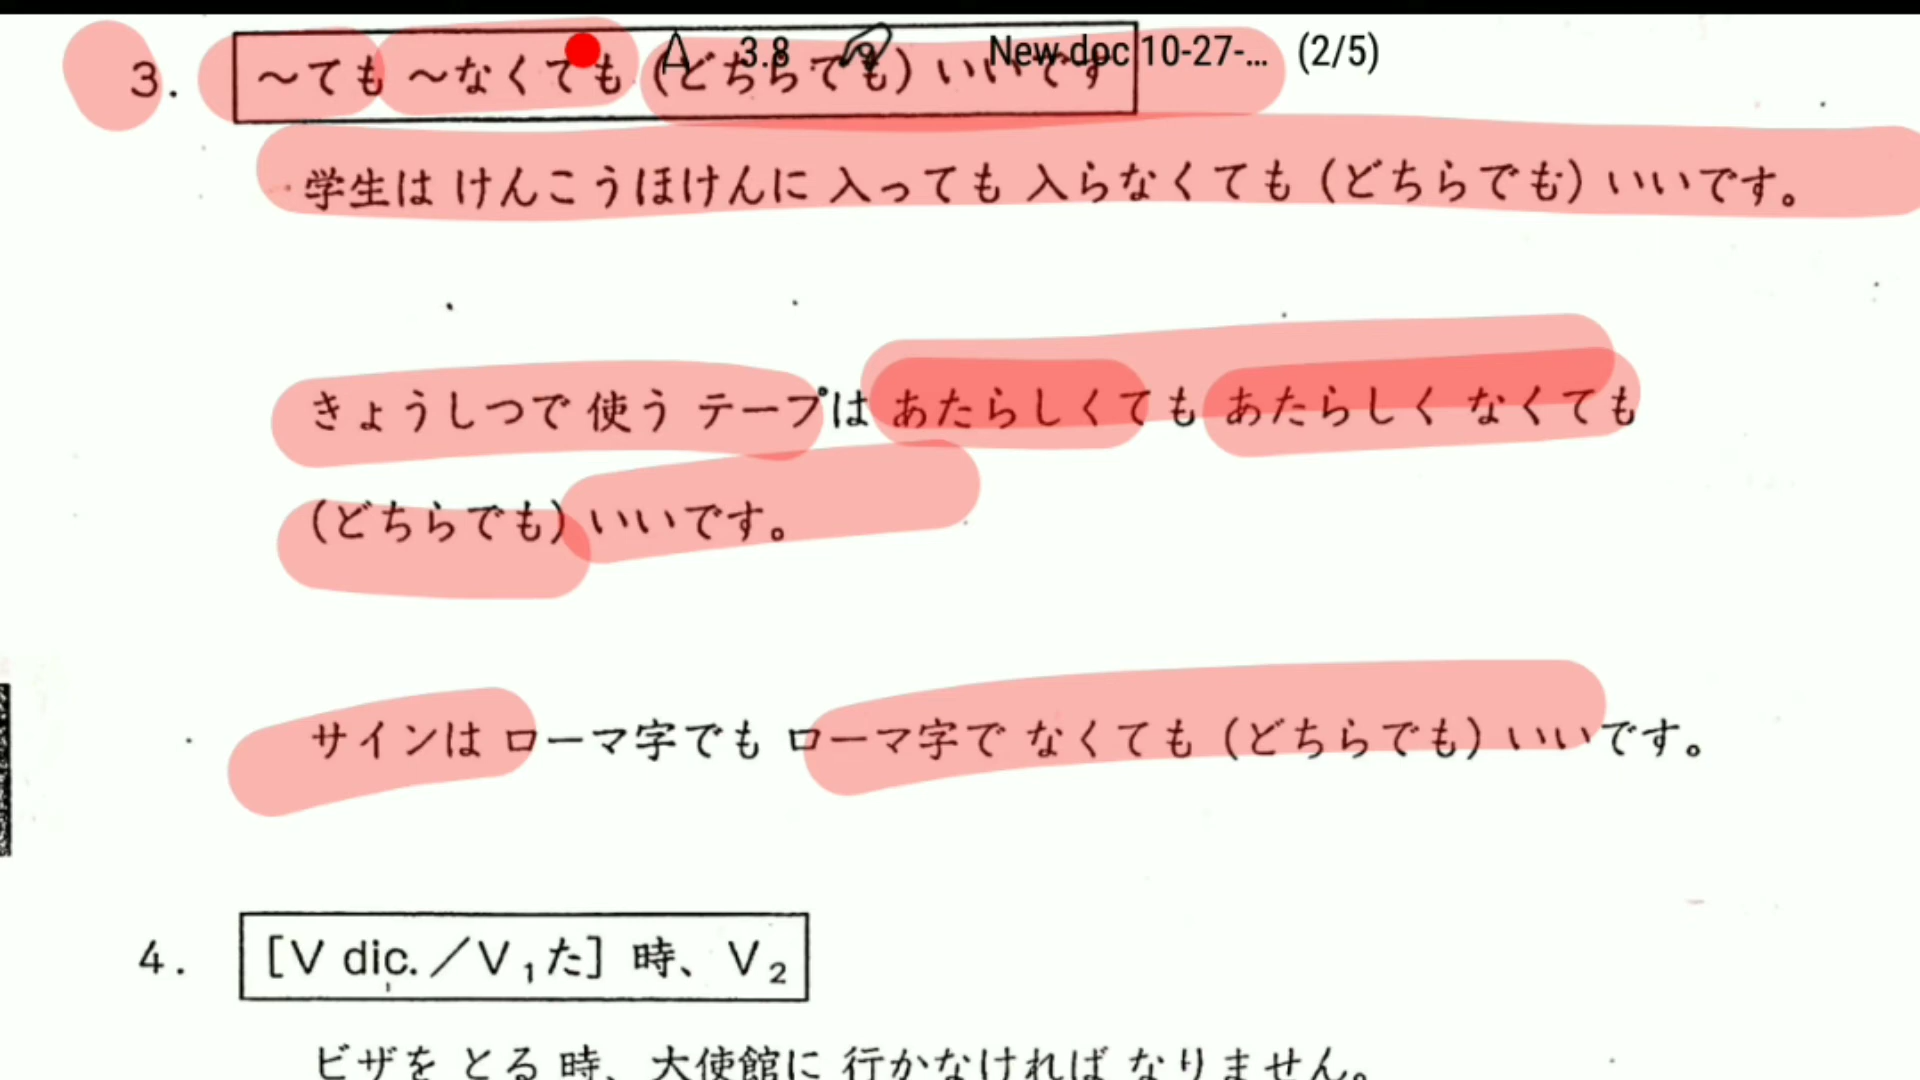 3.8 New doc 10-27-... (2/5)
3. ～ても ～なくても (どちらでも) いいです
学生は けんこうほけんに 入っても 入らなくても (どちらでも) いいです。
きょうしつで 使う テープは あたらしくても あたらしく なくても
(どちらでも) いいです。
サインは ローマ字でも ローマ字で なくても (どちらでも) いいです。
4. [V dic.／V₁た] 時、V₂
ビザを とる 時、大使館に 行かなければ なりません。